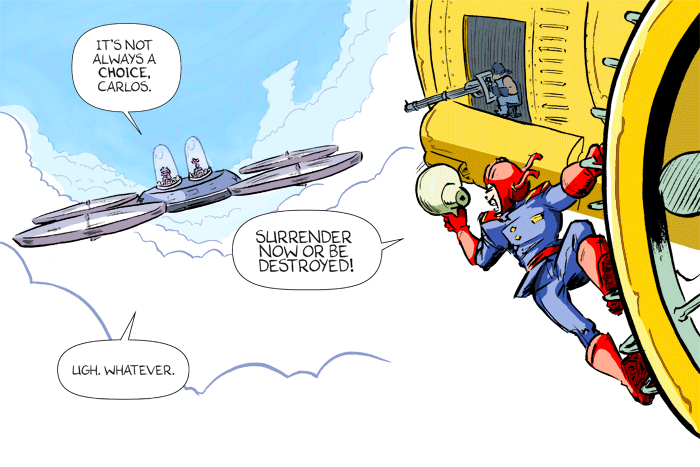 IT'S NOT
ALWAYS A
CHOICE,
CARLOS.
SURRENDER
NOW OR BE
DESTROYED!
UGH. WHATEVER.